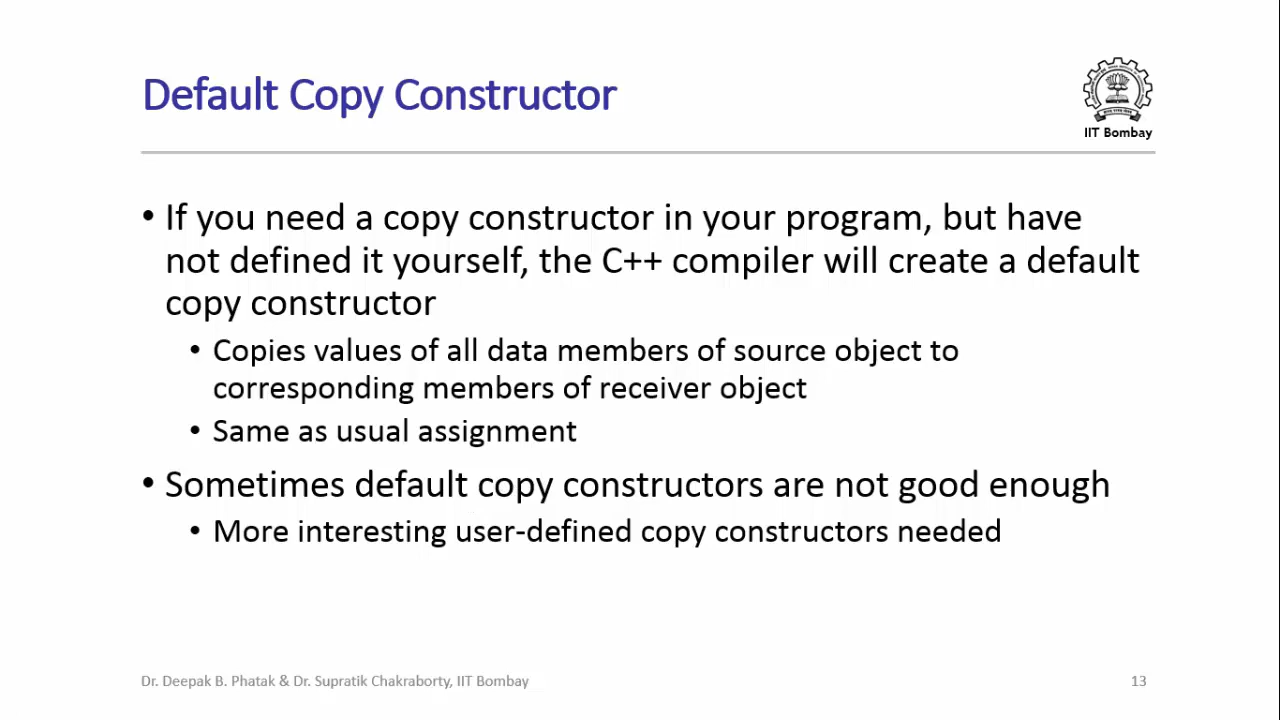 Default Copy Constructor
IIT Bombay
• If you need a copy constructor in your program, but have
not defined it yourself, the C++ compiler will create a default
copy constructor
• Copies values of all data members of source object to
corresponding members of receiver object
• Same as usual assignment
• Sometimes default copy constructors are not good enough
• More interesting user-defined copy constructors needed
Dr. Deepak B. Phatak & Dr. Supratik Chakraborty, IIT Bombay
13